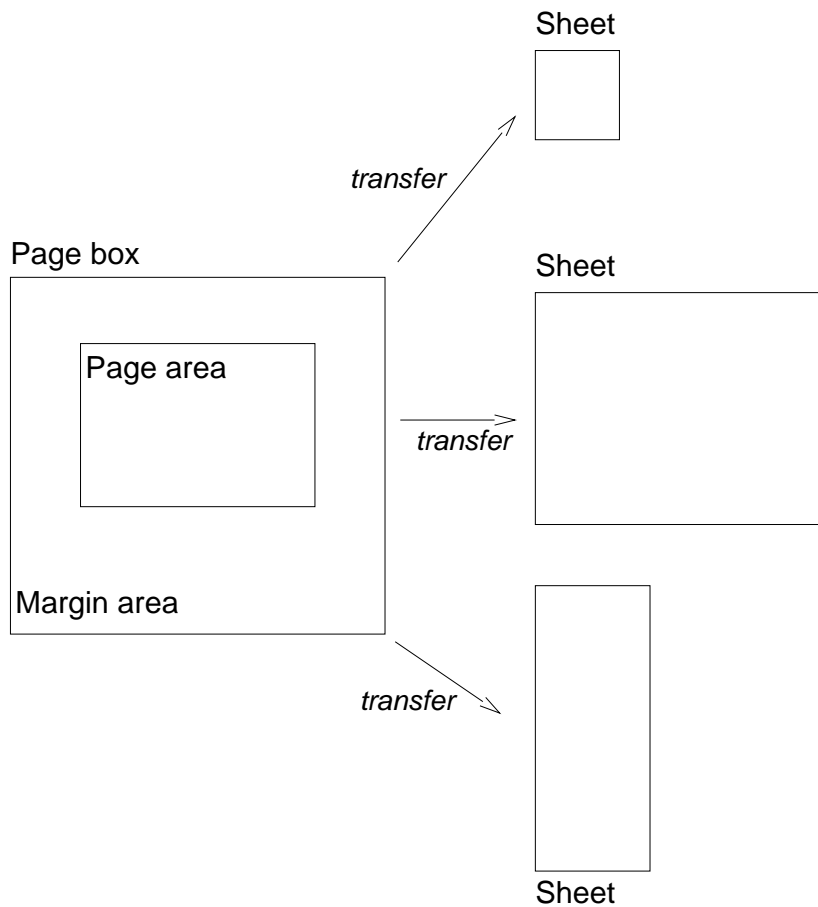 Sheet
transfer
Page box
Sheet
Page area
transfer
Margin area
transfer
Sheet